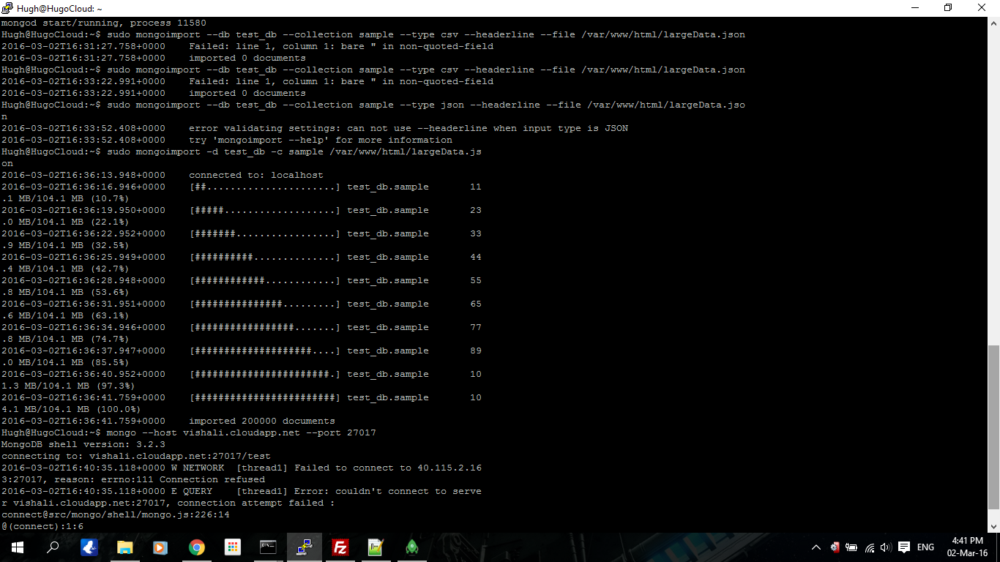 Hugh@HugoCloud: ~
mongod start/running, process 11580
Hugh@HugoCloud:~$ sudo mongoimport --db test_db --collection sample --type csv --headerline --file /var/www/html/largeData.json
2016-03-02T16:31:27.758+0000    Failed: line 1, column 1: bare " in non-quoted-field
2016-03-02T16:31:27.758+0000    imported 0 documents
Hugh@HugoCloud:~$ sudo mongoimport --db test_db --collection sample --type csv --headerline --file /var/www/html/largeData.json
2016-03-02T16:33:22.991+0000    Failed: line 1, column 1: bare " in non-quoted-field
2016-03-02T16:33:22.991+0000    imported 0 documents
Hugh@HugoCloud:~$ sudo mongoimport --db test_db --collection sample --type json --headerline --file /var/www/html/largeData.jso
n
2016-03-02T16:33:52.408+0000    error validating settings: can not use --headerline when input type is JSON
2016-03-02T16:33:52.408+0000    try 'mongoimport --help' for more information
Hugh@HugoCloud:~$ sudo mongoimport -d test_db -c sample /var/www/html/largeData.js
on
2016-03-02T16:36:13.948+0000    connected to: localhost
2016-03-02T16:36:16.946+0000    [##......................] test_db.sample       11
.1 MB/104.1 MB (10.7%)
2016-03-02T16:36:19.950+0000    [#####...................] test_db.sample       23
.0 MB/104.1 MB (22.1%)
2016-03-02T16:36:22.952+0000    [#######.................] test_db.sample       33
.9 MB/104.1 MB (32.5%)
2016-03-02T16:36:25.949+0000    [##########..............] test_db.sample       44
.4 MB/104.1 MB (42.7%)
2016-03-02T16:36:28.948+0000    [############............] test_db.sample       55
.8 MB/104.1 MB (53.6%)
2016-03-02T16:36:31.951+0000    [###############.........] test_db.sample       65
.6 MB/104.1 MB (63.1%)
2016-03-02T16:36:34.946+0000    [#################.......] test_db.sample       77
.8 MB/104.1 MB (74.7%)
2016-03-02T16:36:37.947+0000    [####################....] test_db.sample       89
.0 MB/104.1 MB (85.5%)
2016-03-02T16:36:40.952+0000    [#######################.] test_db.sample       10
1.3 MB/104.1 MB (97.3%)
2016-03-02T16:36:41.759+0000    [########################] test_db.sample       10
4.1 MB/104.1 MB (100.0%)
2016-03-02T16:36:41.759+0000    imported 200000 documents
Hugh@HugoCloud:~$ mongo --host vishali.cloudapp.net --port 27017
MongoDB shell version: 3.2.3
connecting to: vishali.cloudapp.net:27017/test
2016-03-02T16:40:35.118+0000 W NETWORK  [thread1] Failed to connect to 40.115.2.16
3:27017, reason: errno:111 Connection refused
2016-03-02T16:40:35.118+0000 E QUERY    [thread1] Error: couldn't connect to serve
r vishali.cloudapp.net:27017, connection attempt failed :
connect@src/mongo/shell/mongo.js:226:14
@(connect):1:6
ENG
4:41 PM
02-Mar-16